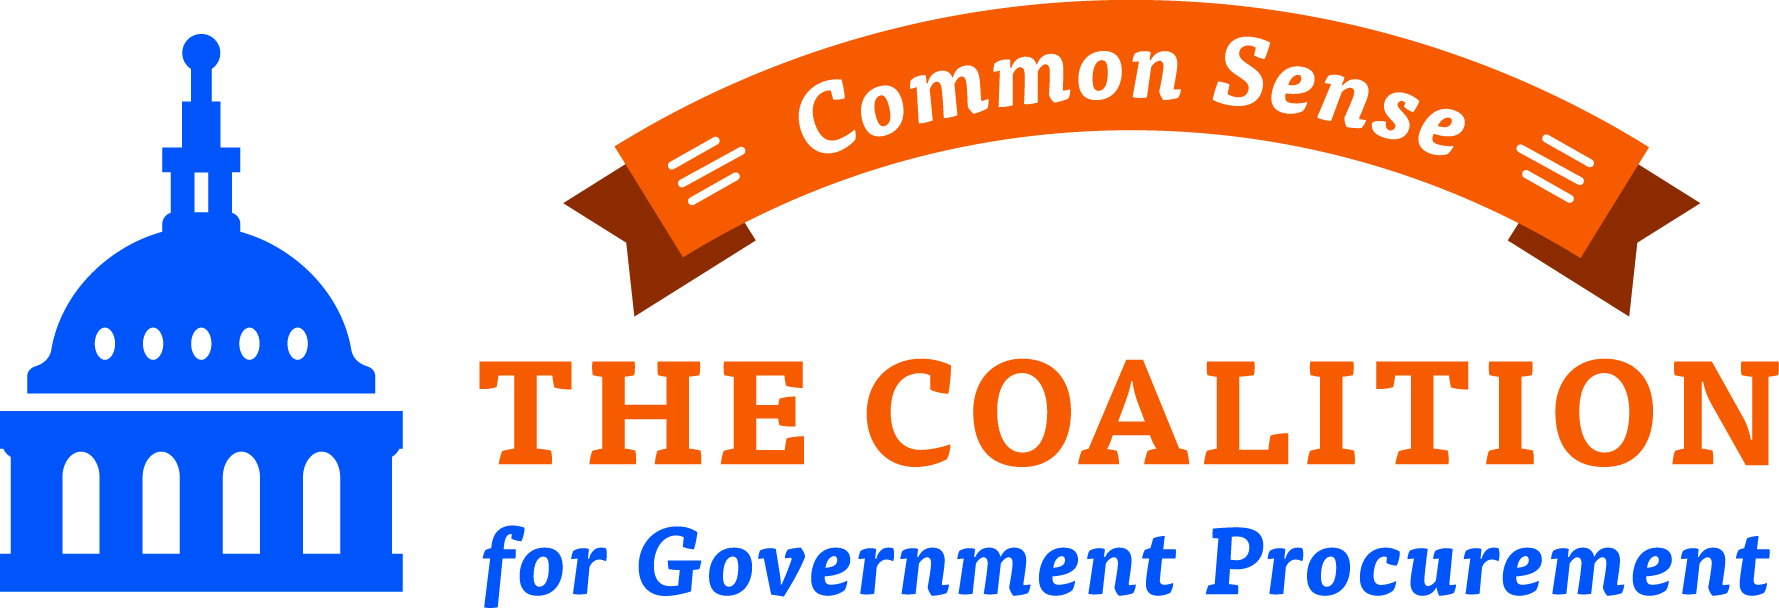 Common Sense
THE COALITION
for Government Procurement